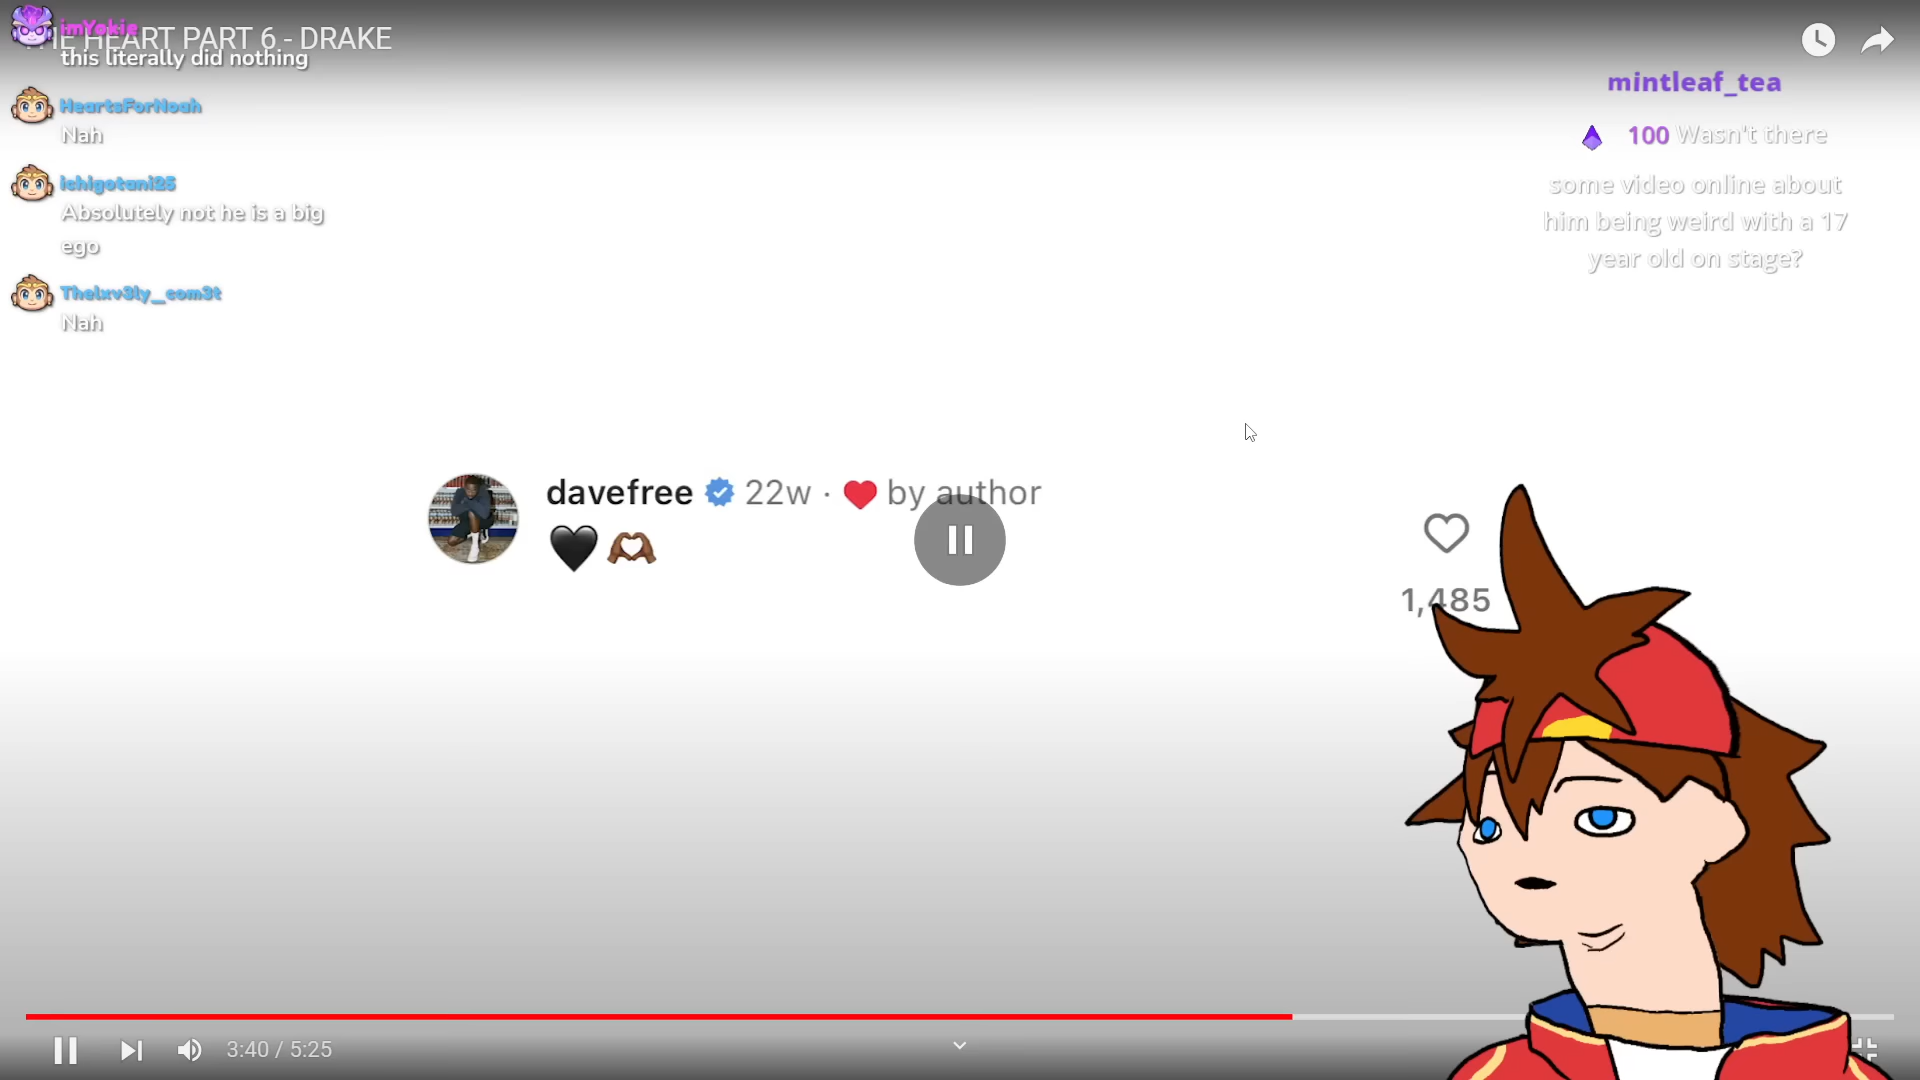 THE HEART PART 6 - DRAKE
imYokie
this literally did nothing
HeartsForNoah
Nah
Ichigotani25
Absolutely not he is a big
ego
Thelxv3ly_com3t
Nah
mintleaf_tea
100 Wasn't there
some video online about
him being weird with a 17
year old on stage?
davefree 22w · ❤️ by author
🖤 🫶🏾
1,485
3:40 / 5:25